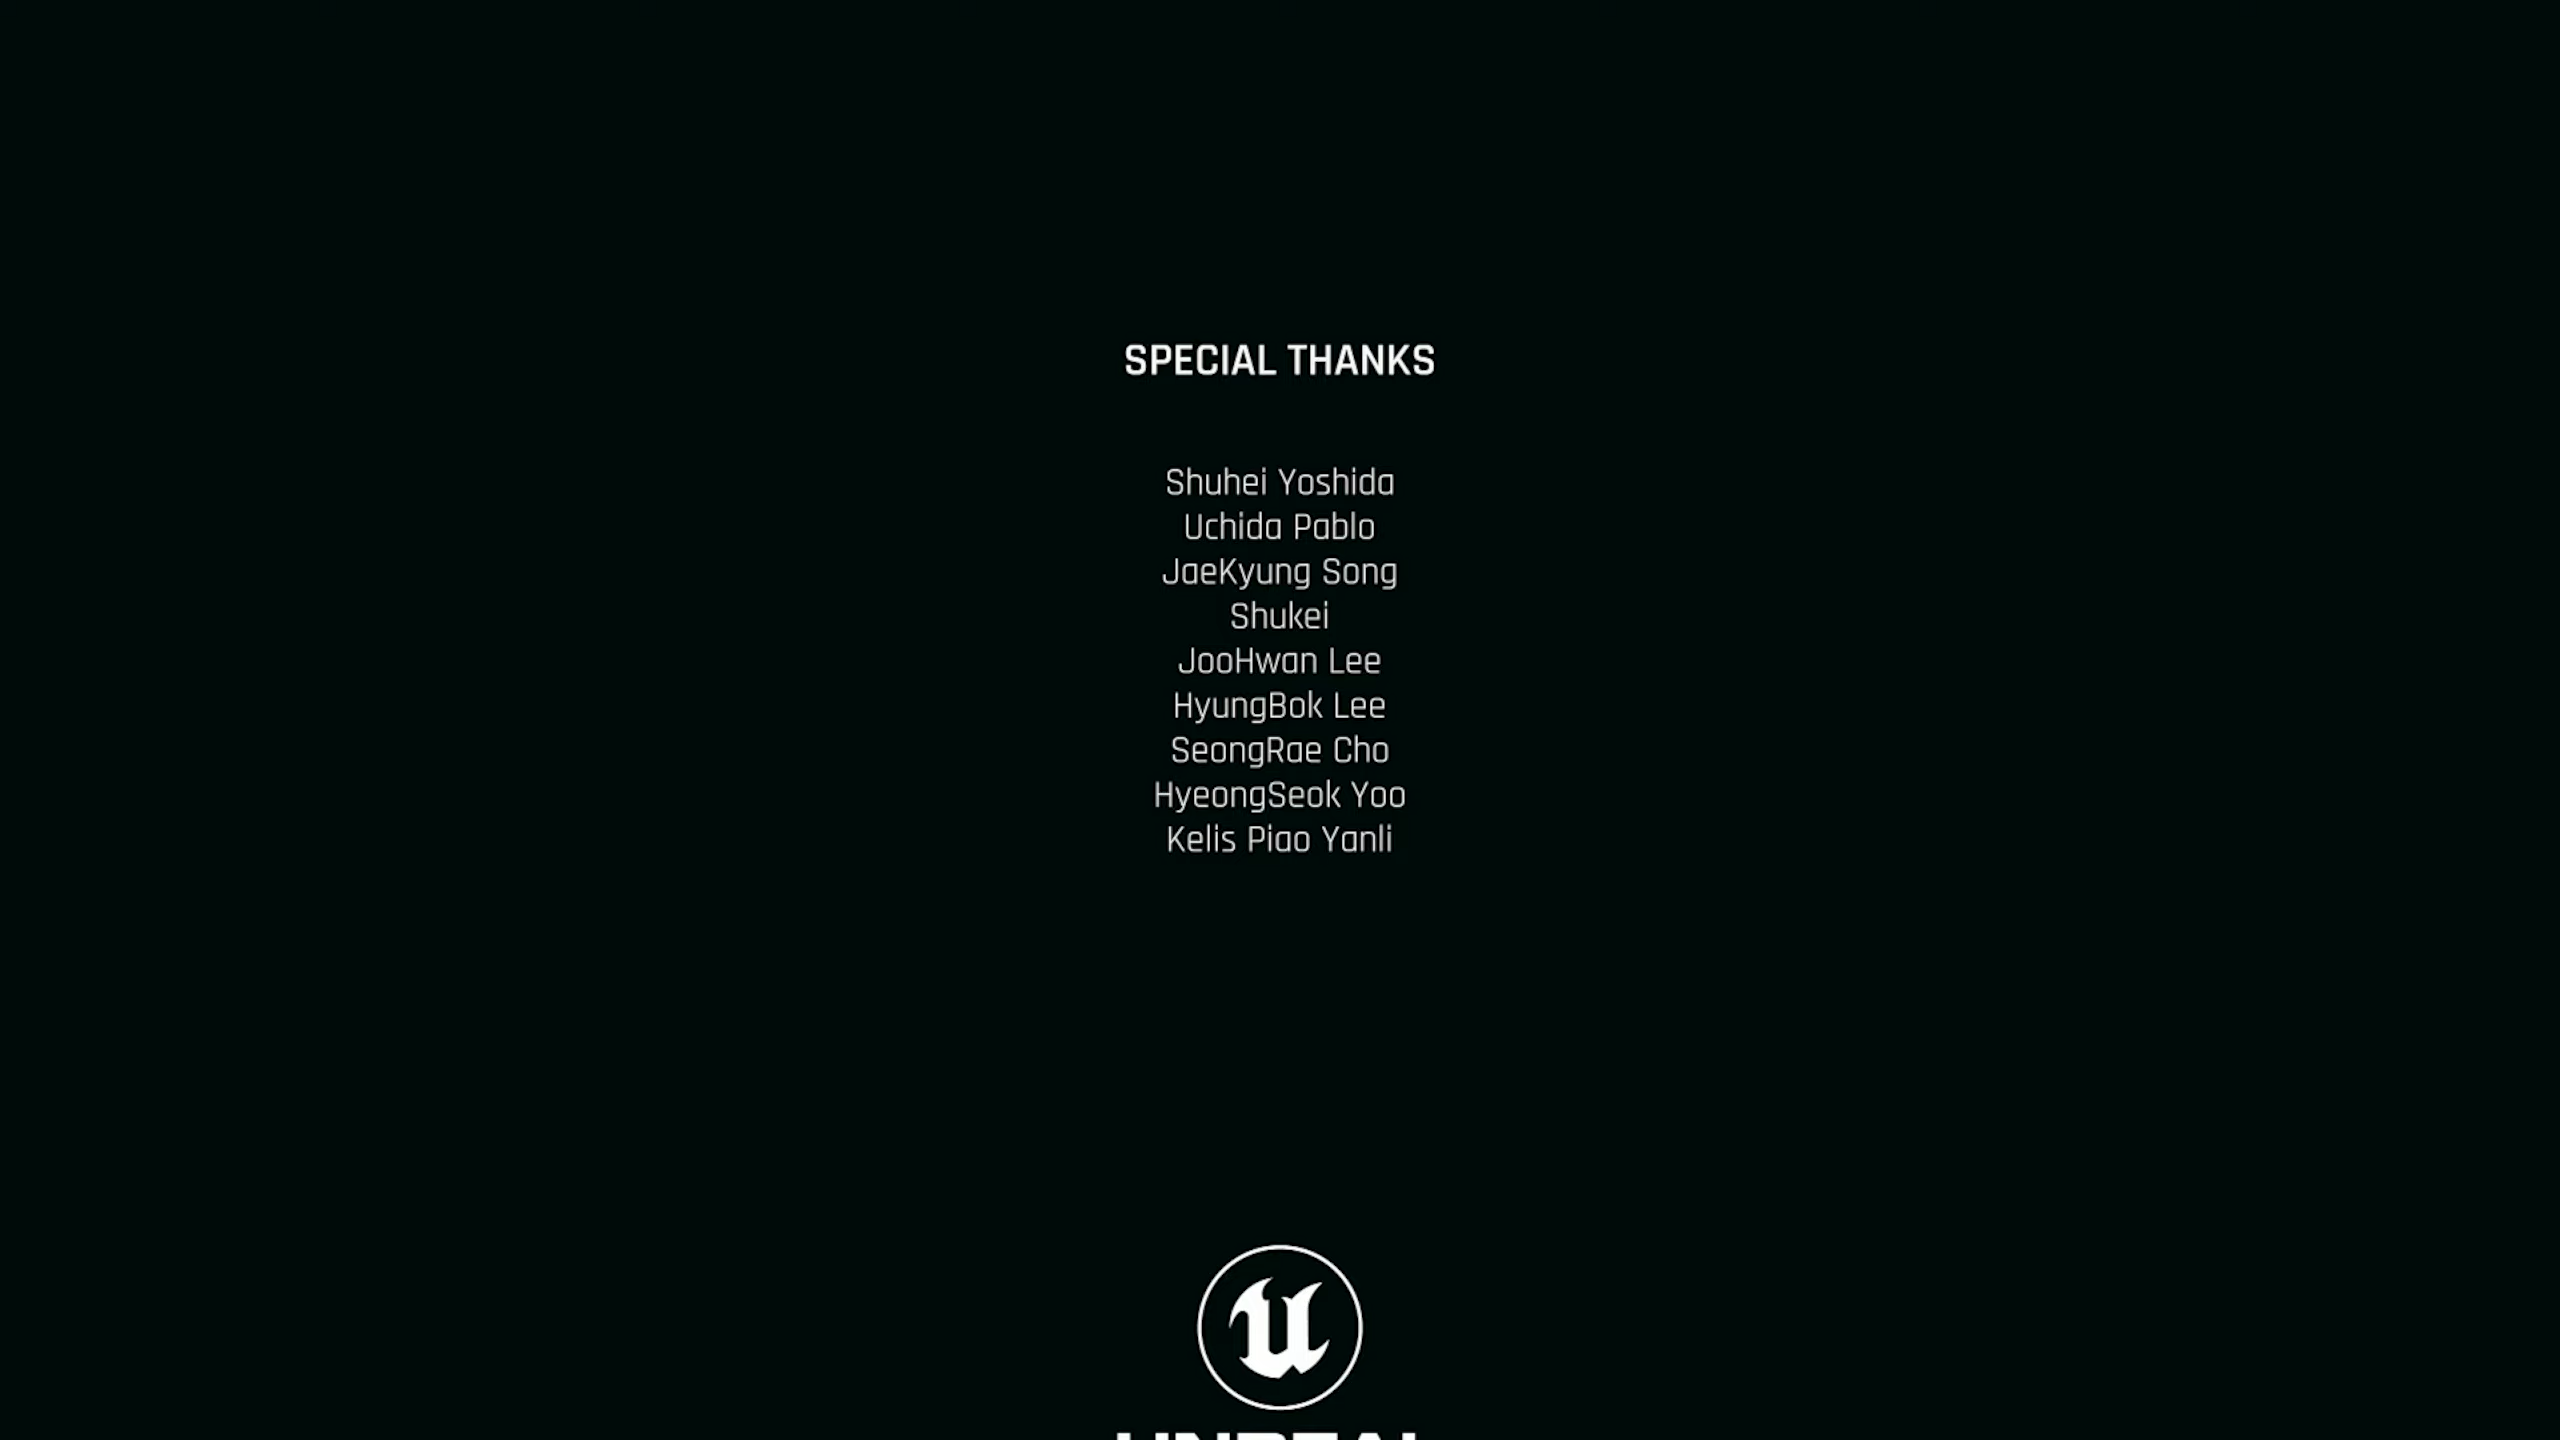 SPECIAL THANKS
Shuhei Yoshida
Uchida Pablo
JaeKyung Song
Shukei
JooHwan Lee
HyungBok Lee
SeongRae Cho
HyeongSeok Yoo
Kelis Piao Yanli
UNREAL